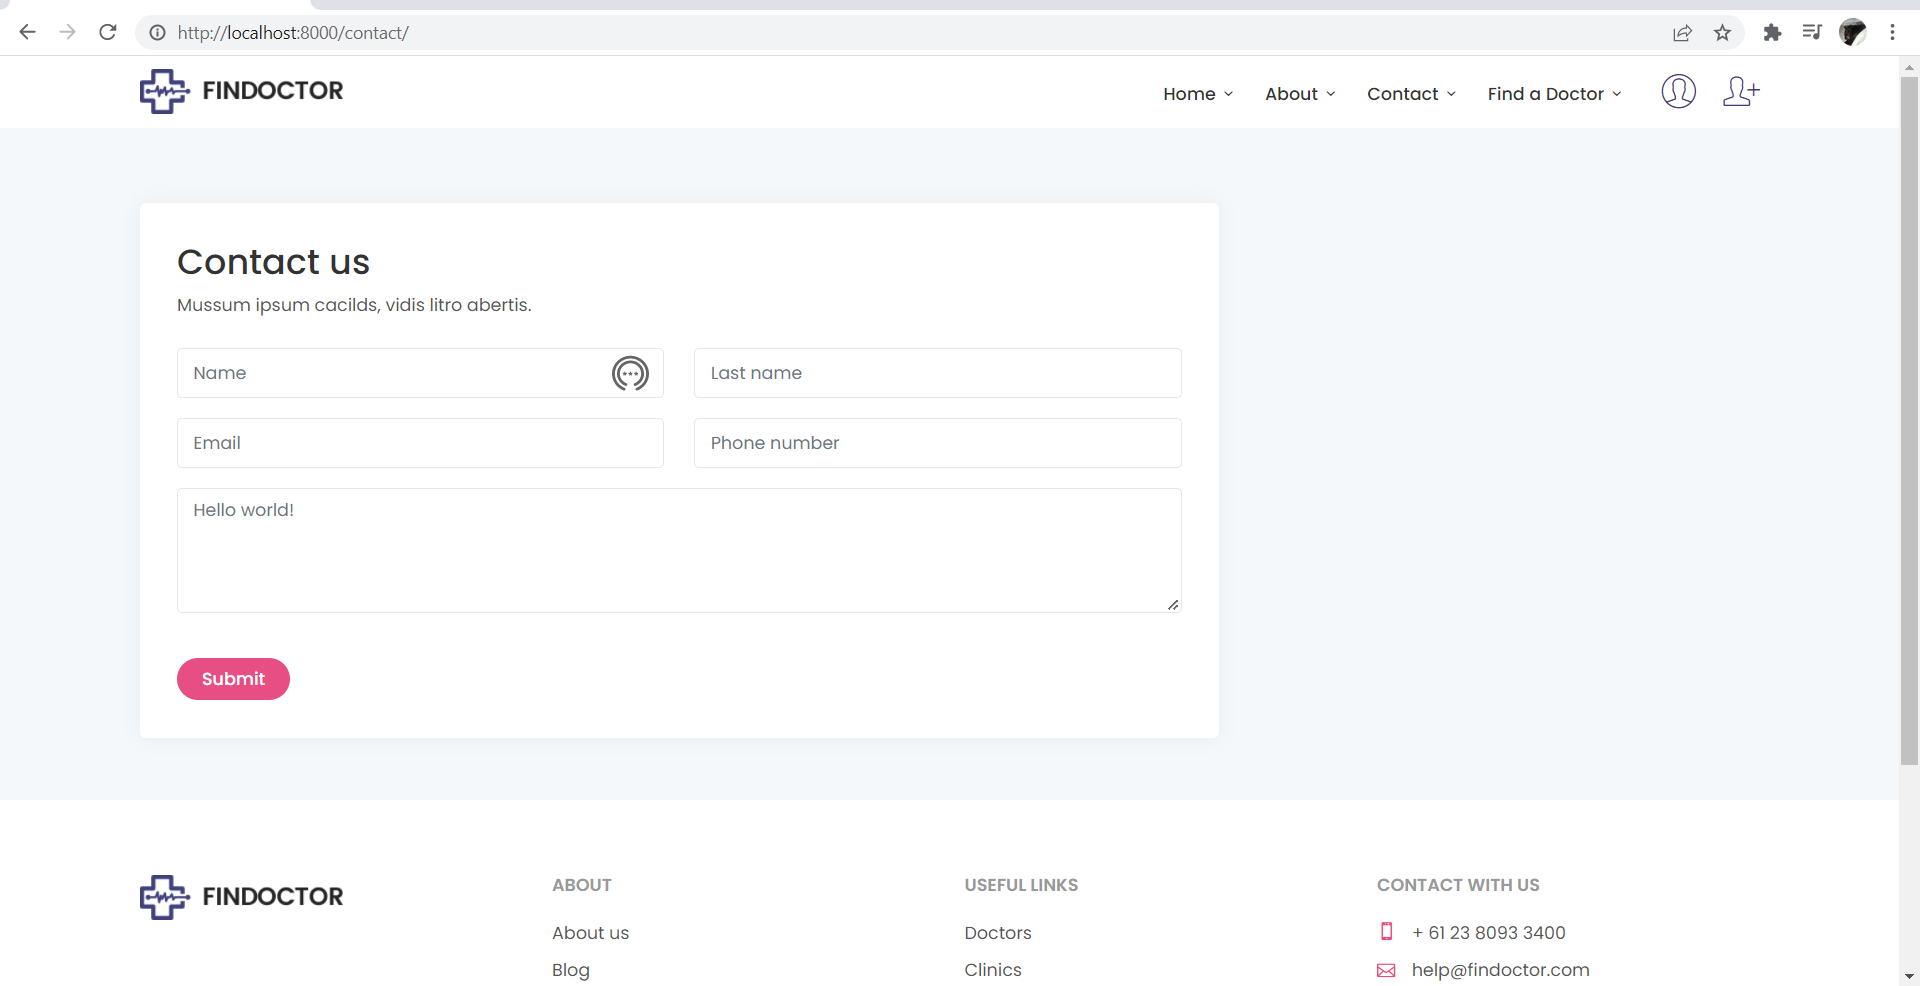 http://localhost:8000/contact/
FINDOCTOR
Home About Contact Find a Doctor
Contact us
Mussum ipsum cacilds, vidis litro abertis.
Name Last name
Email Phone number
Hello world!
Submit
FINDOCTOR
ABOUT USEFUL LINKS CONTACT WITH US
About us Doctors + 61 23 8093 3400
Blog Clinics help@findoctor.com